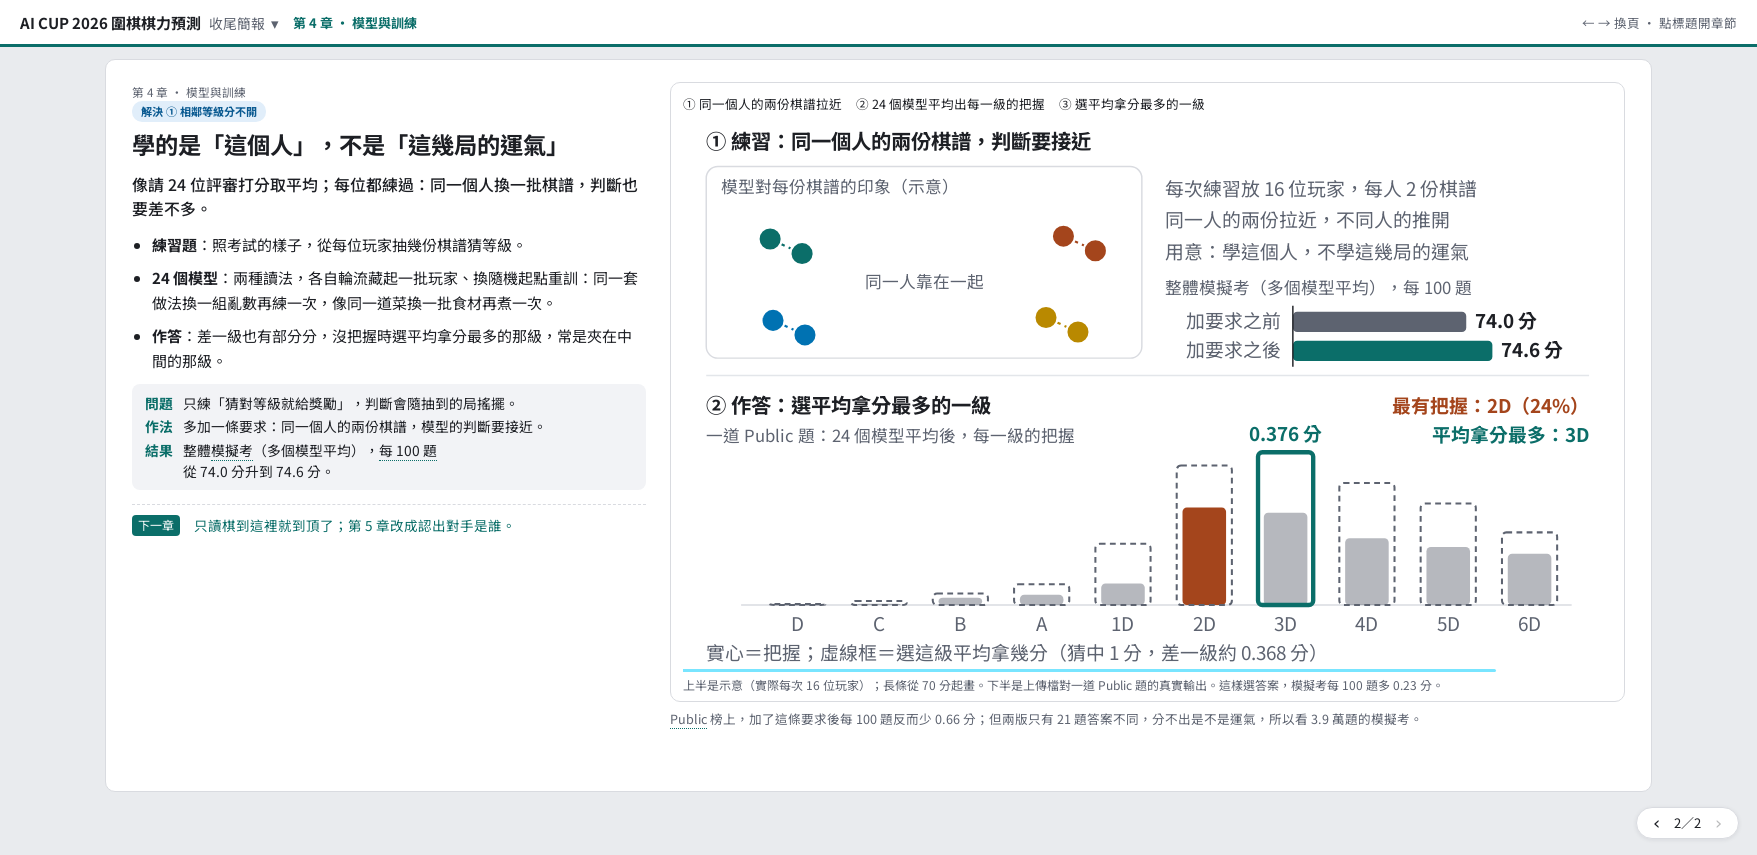 AI CUP 2026 圍棋棋力預測 收尾簡報 ▼ 第 4 章 · 模型與訓練
← → 換頁 · 點標題開章節
第 4 章 · 模型與訓練
解決 ① 相鄰等級分不開
學的是「這個人」，不是「這幾局的運氣」
像請 24 位評審打分取平均；每位都練過：同一個人換一批棋譜，判斷也
要差不多。
• 練習題：照考試的樣子，從每位玩家抽幾份棋譜猜等級。
• 24 個模型：兩種讀法，各自輪流藏起一批玩家、換隨機起點重訓：同一套
做法換一組亂數再練一次，像同一道菜換一批食材再煮一次。
• 作答：差一級也有部分分，沒把握時選平均拿分最多的那級，常是夾在中
間的那級。
問題 只練「猜對等級就給獎勵」，判斷會隨抽到的局搖擺。
作法 多加一條要求：同一個人的兩份棋譜，模型的判斷要接近。
結果 整體模擬考（多個模型平均），每 100 題
從 74.0 分升到 74.6 分。
下一章 只讀棋到這裡就到頂了；第 5 章改成認出對手是誰。
① 同一個人的兩份棋譜拉近 ② 24 個模型平均出每一級的把握 ③ 選平均拿分最多的一級
① 練習：同一個人的兩份棋譜，判斷要接近
模型對每份棋譜的印象（示意）
同一人靠在一起
每次練習放 16 位玩家，每人 2 份棋譜
同一人的兩份拉近，不同人的推開
用意：學這個人，不學這幾局的運氣
整體模擬考（多個模型平均），每 100 題
加要求之前 74.0 分
加要求之後 74.6 分
② 作答：選平均拿分最多的一級
最有把握：2D（24%）
一道 Public 題：24 個模型平均後，每一級的把握
0.376 分
平均拿分最多：3D
D C B A 1D 2D 3D 4D 5D 6D
實心＝把握；虛線框＝選這級平均拿幾分（猜中 1 分，差一級約 0.368 分）
上半是示意（實際每次 16 位玩家）；長條從 70 分起畫。下半是上傳檔對一道 Public 題的真實輸出。這樣選答案，模擬考每 100 題多 0.23 分。
Public 榜上，加了這條要求後每 100 題反而少 0.66 分；但兩版只有 21 題答案不同，分不出是不是運氣，所以看 3.9 萬題的模擬考。
‹ 2／2 ›